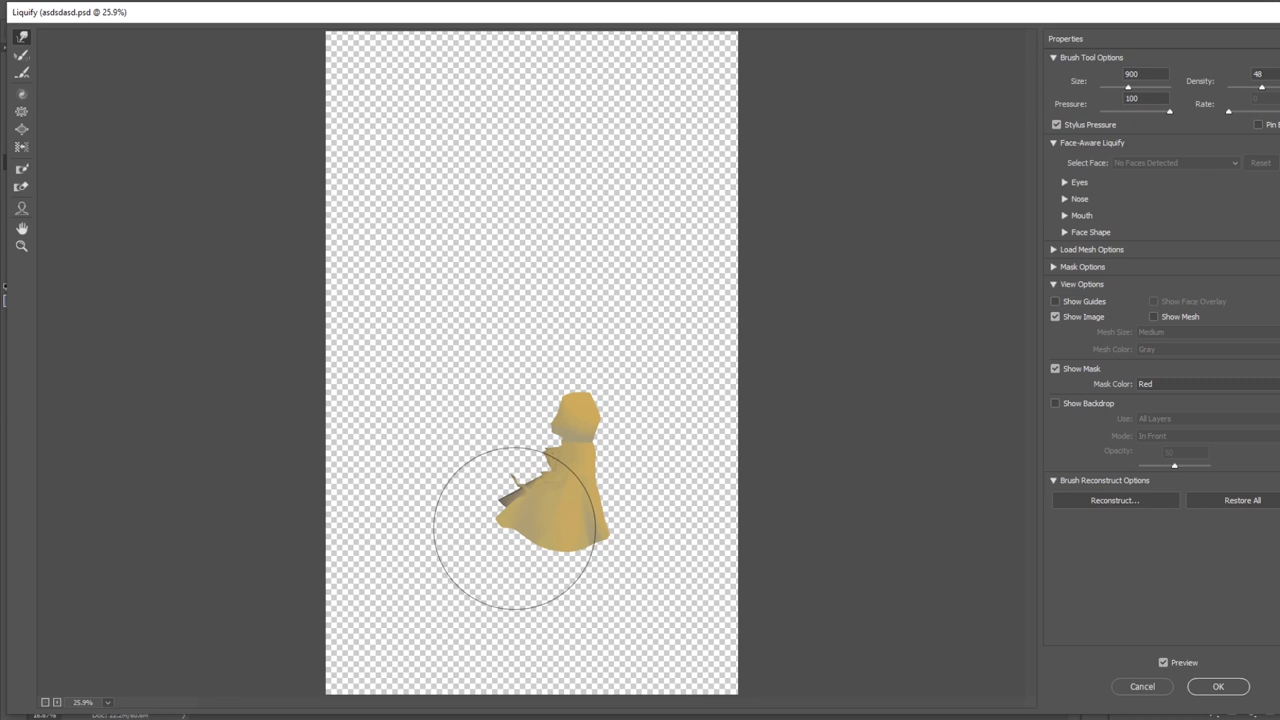 Liquify (asdsdasd.psd @ 25.9%)
Properties
Brush Tool Options
Size: 900 Density: 48
Pressure: 100 Rate: 0
Stylus Pressure Pin E
Face-Aware Liquify
Select Face: No Faces Detected Reset
Eyes
Nose
Mouth
Face Shape
Load Mesh Options
Mask Options
View Options
Show Guides Show Face Overlay
Show Image Show Mesh
Mesh Size: Medium
Mesh Color: Gray
Show Mask
Mask Color: Red
Show Backdrop
Use: All Layers
Mode: In Front
Opacity: 50
Brush Reconstruct Options
Reconstruct... Restore All
Preview
Cancel OK
25.9%